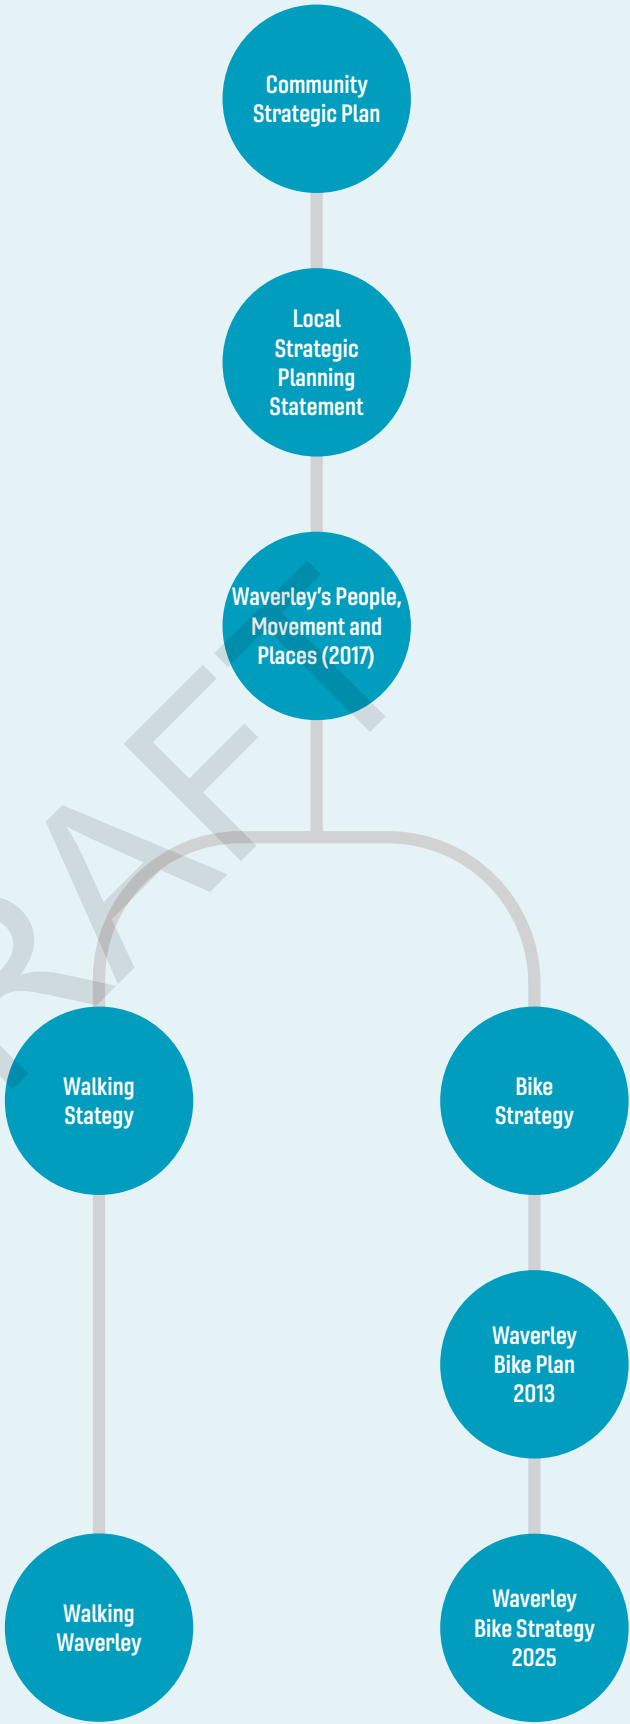 Community
Strategic Plan
Local
Strategic
Planning
Statement
Waverley's People,
Movement and
Places (2017)
Walking
Stategy
Bike
Strategy
Waverley
Bike Plan
2013
Walking
Waverley
Waverley
Bike Strategy
2025
RAFT